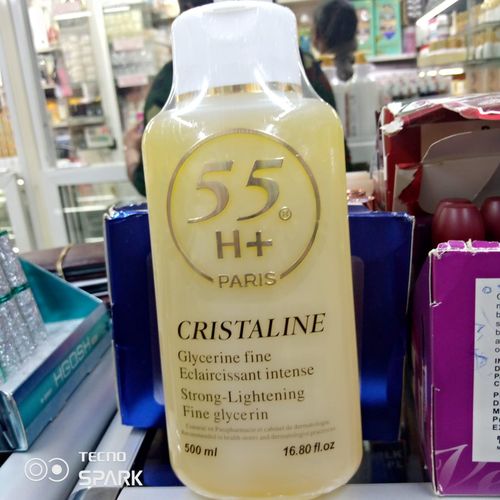 55®
H+
PARIS
CRISTALINE
Glycerine fine
Eclaircissant intense
Strong-Lightening
Fine glycerin
500 ml 16.80 fl.oz
HGOSH
TECNO
SPARK